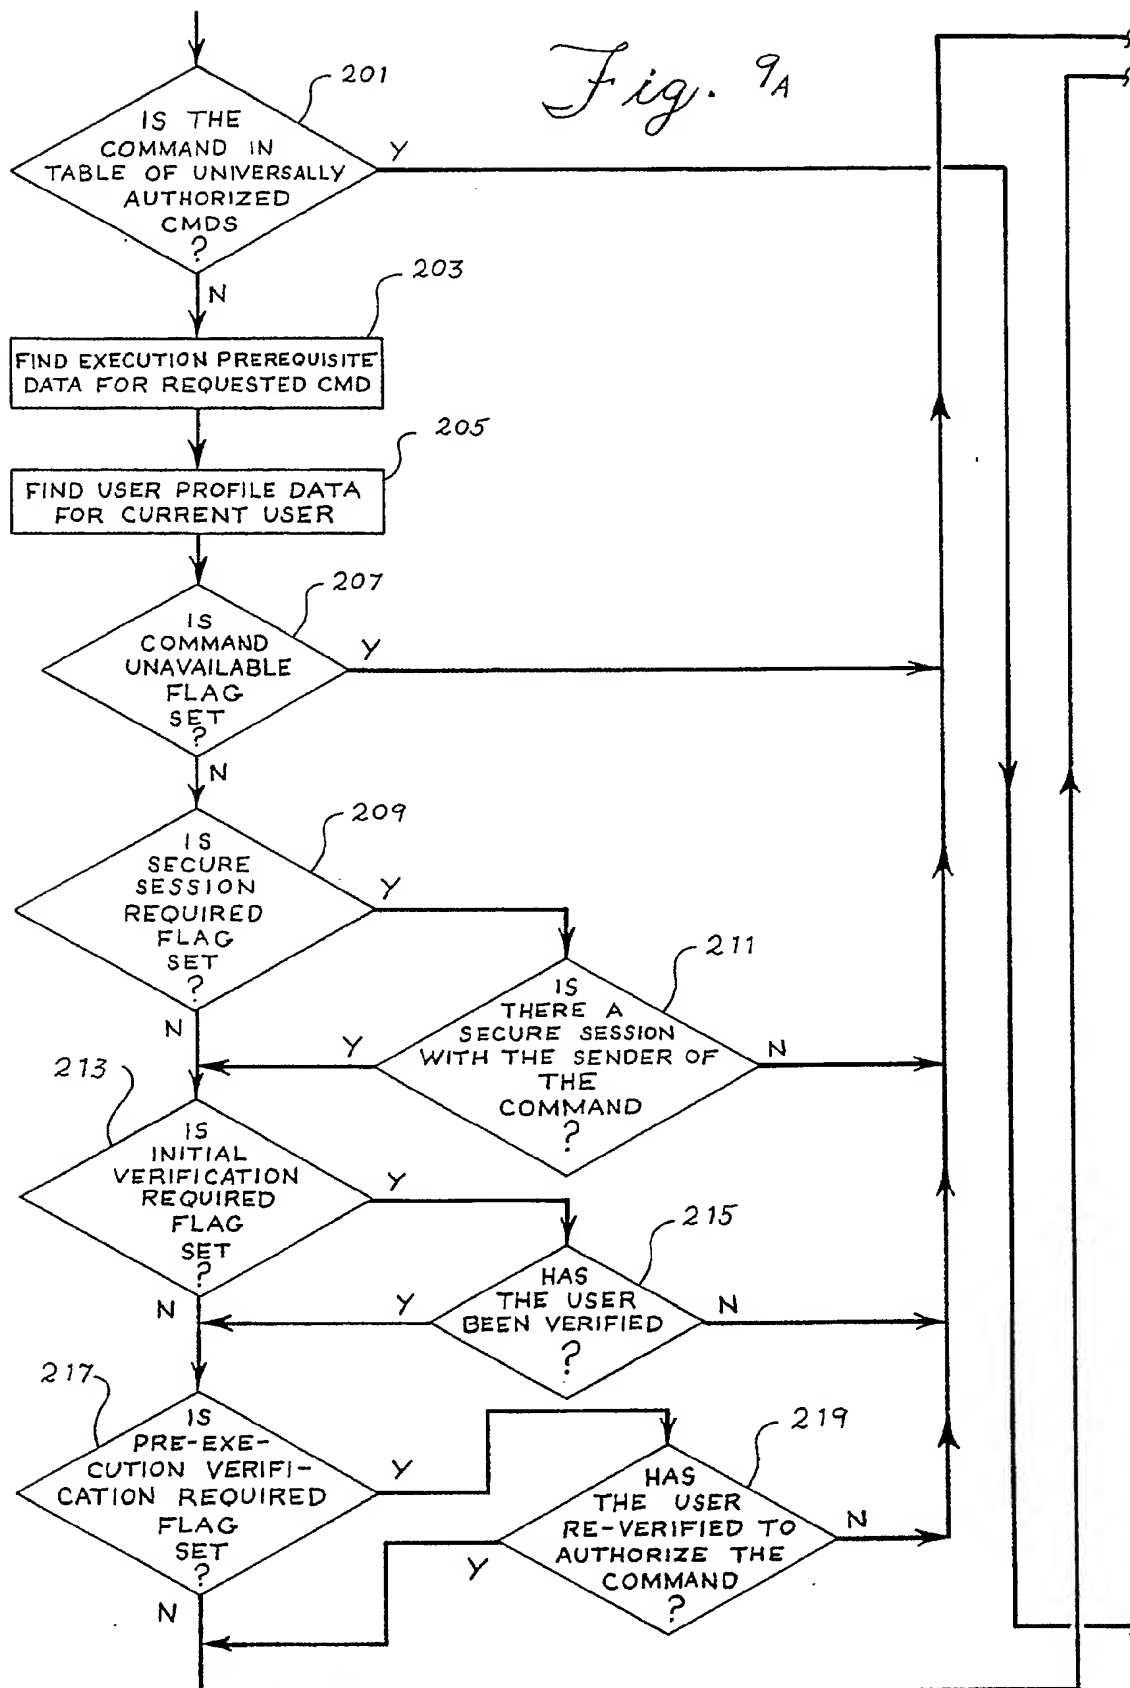 Fig. 9A
201
IS THE
COMMAND IN
TABLE OF UNIVERSALLY
AUTHORIZED
CMDS
?
Y
N
203
FIND EXECUTION PREREQUISITE
DATA FOR REQUESTED CMD
205
FIND USER PROFILE DATA
FOR CURRENT USER
207
IS
COMMAND
UNAVAILABLE
FLAG
SET
?
Y
N
209
IS
SECURE
SESSION
REQUIRED
FLAG
SET
?
Y
N
211
IS
THERE A
SECURE SESSION
WITH THE SENDER OF
THE
COMMAND
?
Y
N
213
IS
INITIAL
VERIFICATION
REQUIRED
FLAG
SET
?
Y
N
215
HAS
THE USER
BEEN VERIFIED
?
Y
N
217
IS
PRE-EXE-
CUTION VERIFI-
CATION REQUIRED
FLAG
SET
?
Y
N
219
HAS
THE USER
RE-VERIFIED TO
AUTHORIZE THE
COMMAND
?
Y
N